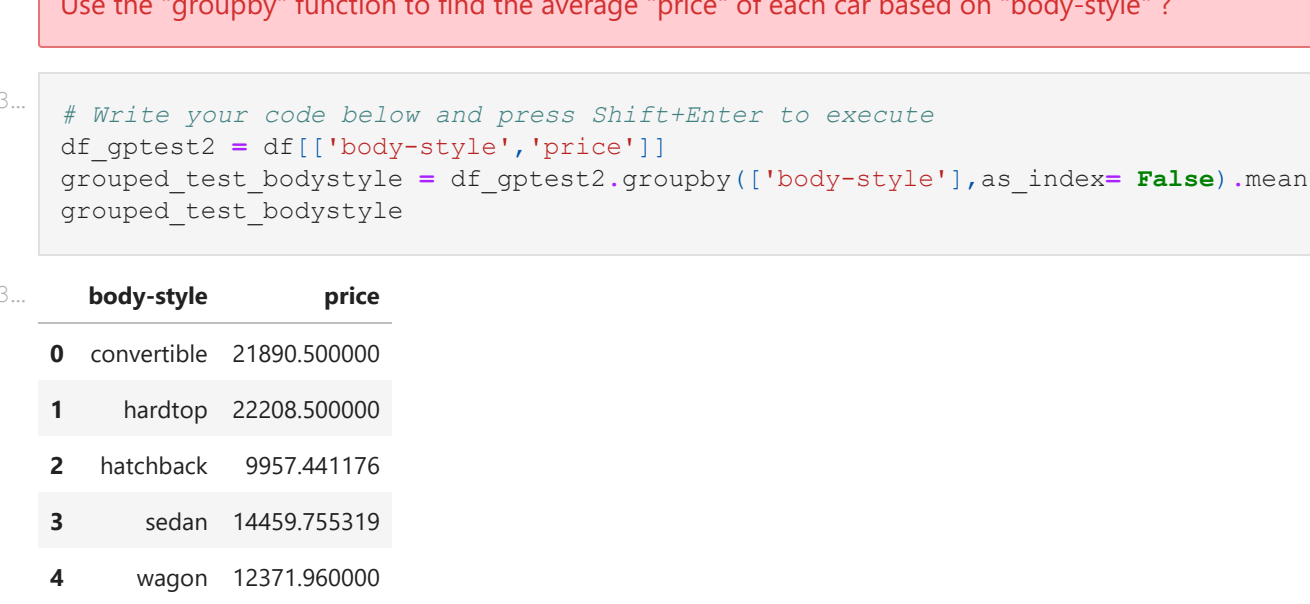 Use the "groupby" function to find the average "price" of each car based on "body-style" ?
3...
# Write your code below and press Shift+Enter to execute
df_gptest2 = df[['body-style','price']]
grouped_test_bodystyle = df_gptest2.groupby(['body-style'],as_index= False).mean
grouped_test_bodystyle
3...
body-style price
0 convertible 21890.500000
1 hardtop 22208.500000
2 hatchback 9957.441176
3 sedan 14459.755319
4 wagon 12371.960000